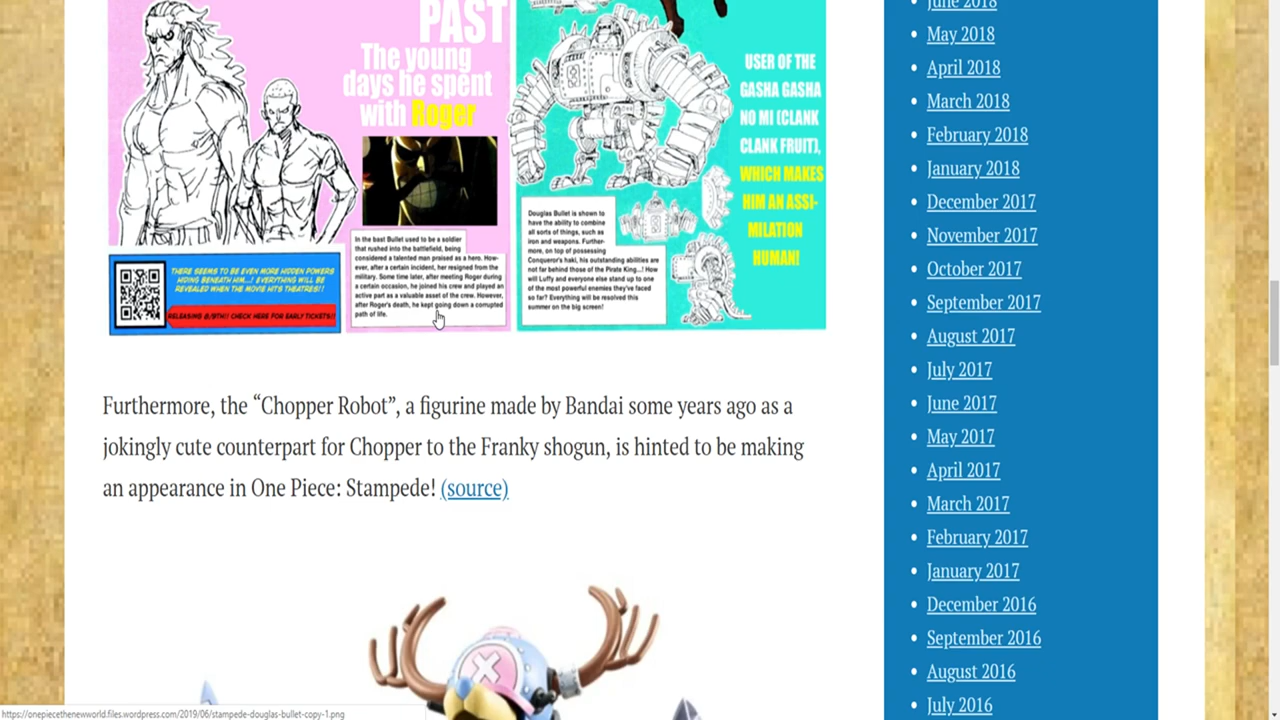 PAST
The young
days he spent
with Roger
In the bast Bullet used to be a soldier
that rushed into the battlefield, being
considered a talented man praised as a hero. How-
ever, after a certain incident, her resigned from the
military. Some time later, after meeting Roger during
a certain occasion, he joined his crew and played an
active part as a valuable asset of the crew. However,
after Roger's death, he kept going down a corrupted
path of life.
THERE SEEMS TO BE EVEN MORE HIDDEN POWERS
HIDING BENEATH HIM...! EVERYTHING WILL BE
REVEALED WHEN THE MOVIE HITS THEATRES!!
RELEASING 8/9TH!! CHECK HERE FOR EARLY TICKETS!!
USER OF THE
GASHA GASHA
NO MI (CLANK
CLANK FRUIT),
WHICH MAKES
HIM AN ASSI-
MILATION
HUMAN!
Douglas Bullet is shown to
have the ability to combine
all sorts of things, such as
iron and weapons. Further-
more, on top of possessing
Conqueror's haki, his outstanding abilities are
not far behind those of the Pirate King...! How
will Luffy and everyone else stand up to one
of the most powerful enemies they've faced
so far? Everything will be resolved this
summer on the big screen!
Furthermore, the “Chopper Robot”, a figurine made by Bandai some years ago as a
jokingly cute counterpart for Chopper to the Franky shogun, is hinted to be making
an appearance in One Piece: Stampede! (source)
June 2018
May 2018
April 2018
March 2018
February 2018
January 2018
December 2017
November 2017
October 2017
September 2017
August 2017
July 2017
June 2017
May 2017
April 2017
March 2017
February 2017
January 2017
December 2016
September 2016
August 2016
July 2016
https://onepiecethenewworld.files.wordpress.com/2019/06/stampede-douglas-bullet-copy-1.png